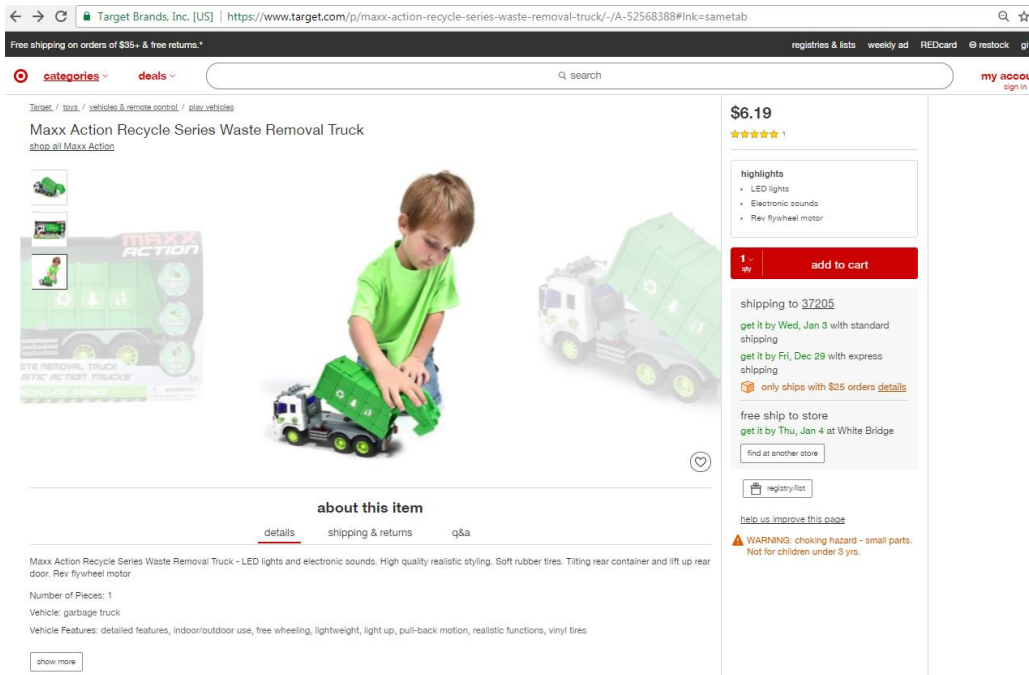 Target Brands, Inc. [US] https://www.target.com/p/maxx-action-recycle-series-waste-removal-truck/-/A-52568388#lnk=sametab
Free shipping on orders of $35+ & free returns.*
registries & lists weekly ad REDcard restock
categories deals search my accou
sign in
Target / toys / vehicles & remote control / play vehicles
Maxx Action Recycle Series Waste Removal Truck
shop all Maxx Action
MAXX
ACTION
TE REMOVAL TRUCK
ISTIC ACTION TRUCKS
$6.19
1
highlights
LED lights
Electronic sounds
Rev flywheel motor
1
qty
add to cart
shipping to 37205
get it by Wed, Jan 3 with standard
shipping
get it by Fri, Dec 29 with express
shipping
only ships with $25 orders details
free ship to store
get it by Thu, Jan 4 at White Bridge
find at another store
registry/list
help us improve this page
WARNING: choking hazard - small parts.
Not for children under 3 yrs.
about this item
details shipping & returns q&a
Maxx Action Recycle Series Waste Removal Truck - LED lights and electronic sounds. High quality realistic styling. Soft rubber tires. Tilting rear container and lift up rear
door. Rev flywheel motor
Number of Pieces: 1
Vehicle: garbage truck
Vehicle Features: detailed features, indoor/outdoor use, free wheeling, lightweight, light up, pull-back motion, realistic functions, vinyl tires
show more